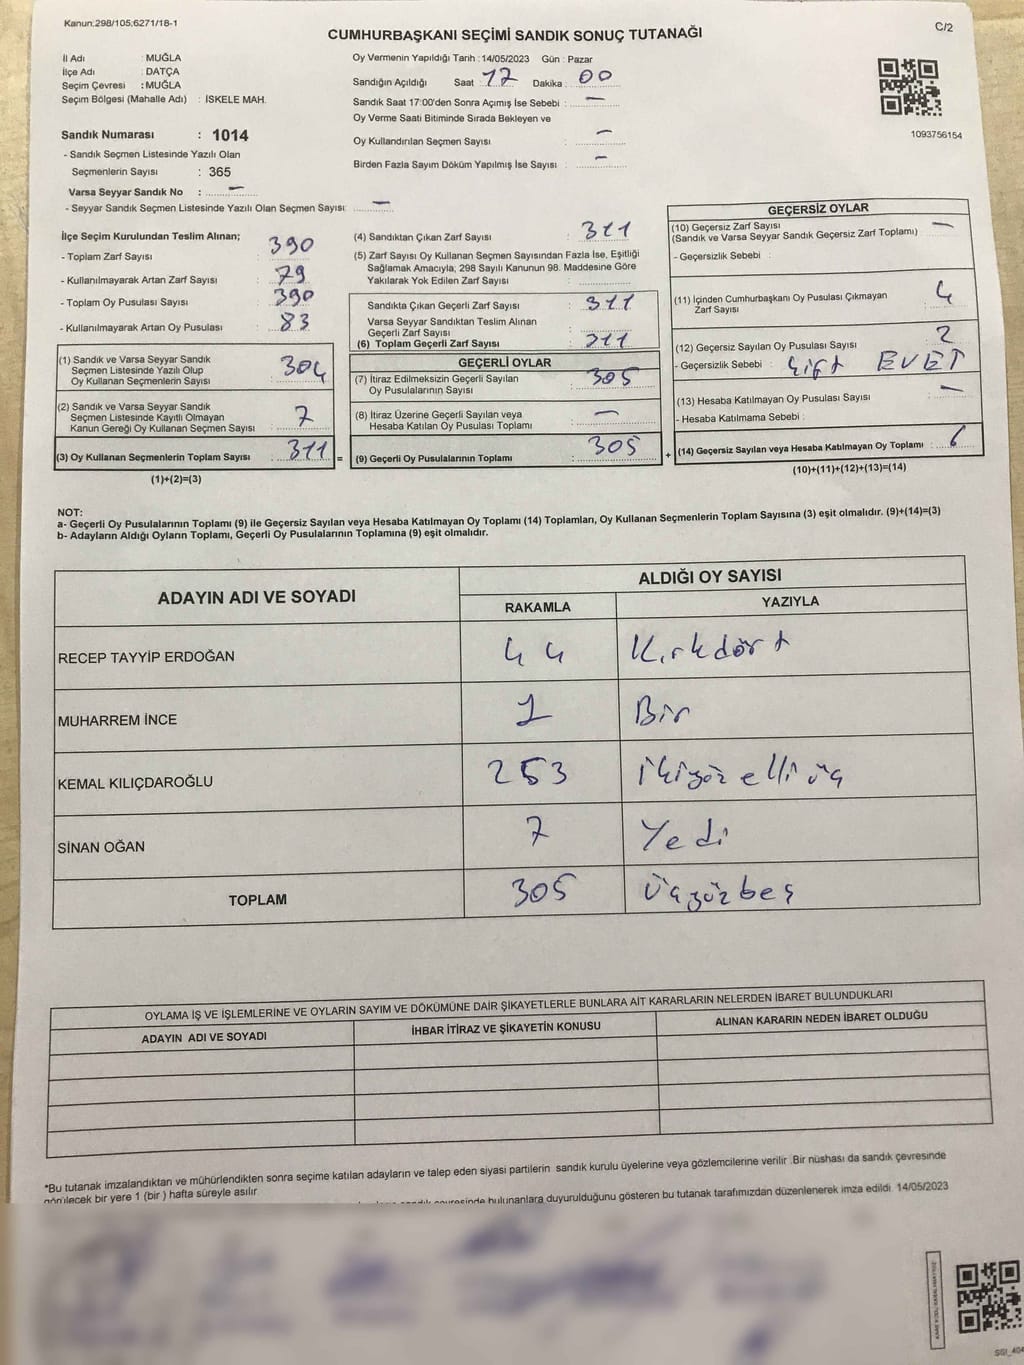 Kanun:298/105;6271/18-1
C/2
CUMHURBAŞKANI SEÇİMİ SANDIK SONUÇ TUTANAĞI
İl Adı : MUĞLA
İlçe Adı : DATÇA
Seçim Çevresi : MUĞLA
Seçim Bölgesi (Mahalle Adı) : İSKELE MAH.
Sandık Numarası : 1014
- Sandık Seçmen Listesinde Yazılı Olan
Seçmenlerin Sayısı : 365
Varsa Seyyar Sandık No : —
- Seyyar Sandık Seçmen Listesinde Yazılı Olan Seçmen Sayısı: —
Oy Vermenin Yapıldığı Tarih : 14/05/2023 Gün : Pazar
Sandığın Açıldığı Saat : 17 Dakika : 00
Sandık Saat 17:00'den Sonra Açımış İse Sebebi : —
Oy Verme Saati Bitiminde Sırada Bekleyen ve
Oy Kullandırılan Seçmen Sayısı : —
Birden Fazla Sayım Döküm Yapılmış İse Sayısı : —
1093756154
İlçe Seçim Kurulundan Teslim Alınan;
- Toplam Zarf Sayısı : 390
- Kullanılmayarak Artan Zarf Sayısı : 79
- Toplam Oy Pusulası Sayısı : 390
- Kullanılmayarak Artan Oy Pusulası : 83
(1) Sandık ve Varsa Seyyar Sandık
Seçmen Listesinde Yazılı Olup
Oy Kullanan Seçmenlerin Sayısı : 304
(2) Sandık ve Varsa Seyyar Sandık
Seçmen Listesinde Kayıtlı Olmayan
Kanun Gereği Oy Kullanan Seçmen Sayısı : 7
(3) Oy Kullanan Seçmenlerin Toplam Sayısı : 311 =
(1)+(2)=(3)
(4) Sandıktan Çıkan Zarf Sayısı : 311
(5) Zarf Sayısı Oy Kullanan Seçmen Sayısından Fazla İse, Eşitliği
Sağlamak Amacıyla; 298 Sayılı Kanunun 98. Maddesine Göre
Yakılarak Yok Edilen Zarf Sayısı :
Sandıkta Çıkan Geçerli Zarf Sayısı : 311
Varsa Seyyar Sandıktan Teslim Alınan
Geçerli Zarf Sayısı :
(6) Toplam Geçerli Zarf Sayısı : 311
GEÇERLİ OYLAR
(7) İtiraz Edilmeksizin Geçerli Sayılan
Oy Pusulalarının Sayısı : 305
(8) İtiraz Üzerine Geçerli Sayılan veya
Hesaba Katılan Oy Pusulası Toplamı : —
(9) Geçerli Oy Pusulalarının Toplamı : 305 +
GEÇERSİZ OYLAR
(10) Geçersiz Zarf Sayısı : —
(Sandık ve Varsa Seyyar Sandık Geçersiz Zarf Toplamı)
- Geçersizlik Sebebi :
(11) İçinden Cumhurbaşkanı Oy Pusulası Çıkmayan
Zarf Sayısı : 4
(12) Geçersiz Sayılan Oy Pusulası Sayısı : 2
- Geçersizlik Sebebi : Çift EVET
(13) Hesaba Katılmayan Oy Pusulası Sayısı : —
- Hesaba Katılmama Sebebi :
(14) Geçersiz Sayılan veya Hesaba Katılmayan Oy Toplamı : 6
(10)+(11)+(12)+(13)=(14)
NOT:
a- Geçerli Oy Pusulalarının Toplamı (9) ile Geçersiz Sayılan veya Hesaba Katılmayan Oy Toplamı (14) Toplamları, Oy Kullanan Seçmenlerin Toplam Sayısına (3) eşit olmalıdır. (9)+(14)=(3)
b- Adayların Aldığı Oyların Toplamı, Geçerli Oy Pusulalarının Toplamına (9) eşit olmalıdır.
ADAYIN ADI VE SOYADI ALDIĞI OY SAYISI
RAKAMLA YAZIYLA
RECEP TAYYİP ERDOĞAN 44 Kırkdört
MUHARREM İNCE 1 Bir
KEMAL KILIÇDAROĞLU 253 ikiyüz elli üç
SİNAN OĞAN 7 Yedi
TOPLAM 305 Üçyüzbeş
OYLAMA İŞ VE İŞLEMLERİNE VE OYLARIN SAYIM VE DÖKÜMÜNE DAİR ŞİKAYETLERLE BUNLARA AİT KARARLARIN NELERDEN İBARET BULUNDUKLARI
ADAYIN ADI VE SOYADI İHBAR İTİRAZ VE ŞİKAYETİN KONUSU ALINAN KARARIN NEDEN İBARET OLDUĞU
*Bu tutanak imzalandıktan ve mühürlendikten sonra seçime katılan adayların ve talep eden siyasi partilerin sandık kurulu üyelerine veya gözlemcilerine verilir .Bir nüshası da sandık çevresinde
görülecek bir yere 1 (bir ) hafta süreyle asılır.
sandık çevresinde bulunanlara duyurulduğunu gösteren bu tutanak tarafımızdan düzenlenerek imza edildi. 14/05/2023